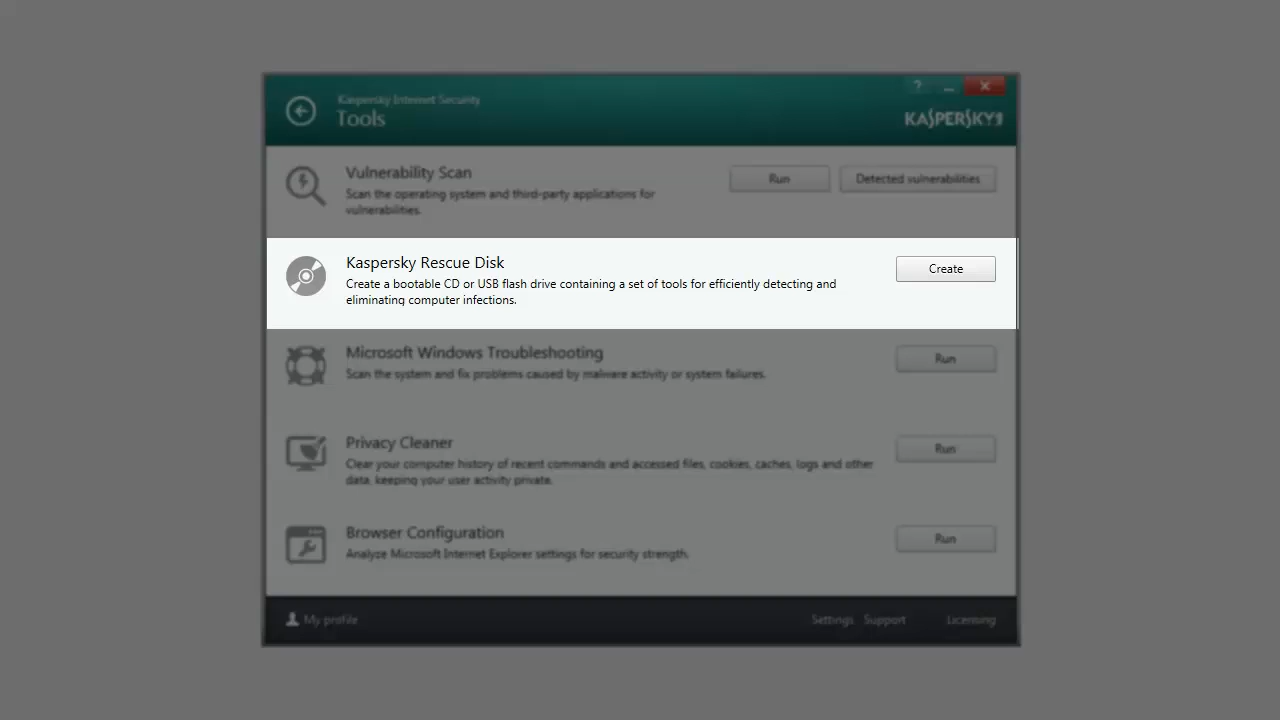 Kaspersky Internet Security
Tools
?
KASPERSKY
Vulnerability Scan
Scan the operating system and third-party applications for
vulnerabilities.
Run
Detected vulnerabilities
Kaspersky Rescue Disk
Create a bootable CD or USB flash drive containing a set of tools for efficiently detecting and
eliminating computer infections.
Create
Microsoft Windows Troubleshooting
Scan the system and fix problems caused by malware activity or system failures.
Run
Privacy Cleaner
Clear your computer history of recent commands and accessed files, cookies, caches, logs and other
data, keeping your user activity private.
Run
Browser Configuration
Analyze Microsoft Internet Explorer settings for security strength.
Run
My profile
Settings Support Licensing